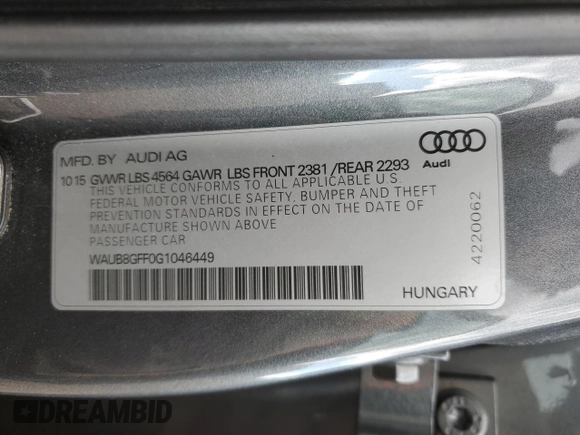 MFD. BY AUDI AG
Audi
10 15 GVWR LBS 4564 GAWR LBS FRONT 2381 /REAR 2293
THIS VEHICLE CONFORMS TO ALL APPLICABLE U.S.
FEDERAL MOTOR VEHICLE SAFETY, BUMPER AND THEFT
PREVENTION STANDARDS IN EFFECT ON THE DATE OF
MANUFACTURE SHOWN ABOVE
PASSENGER CAR
WAUB8GFF0G1046449
4220062
HUNGARY
DREAMBID